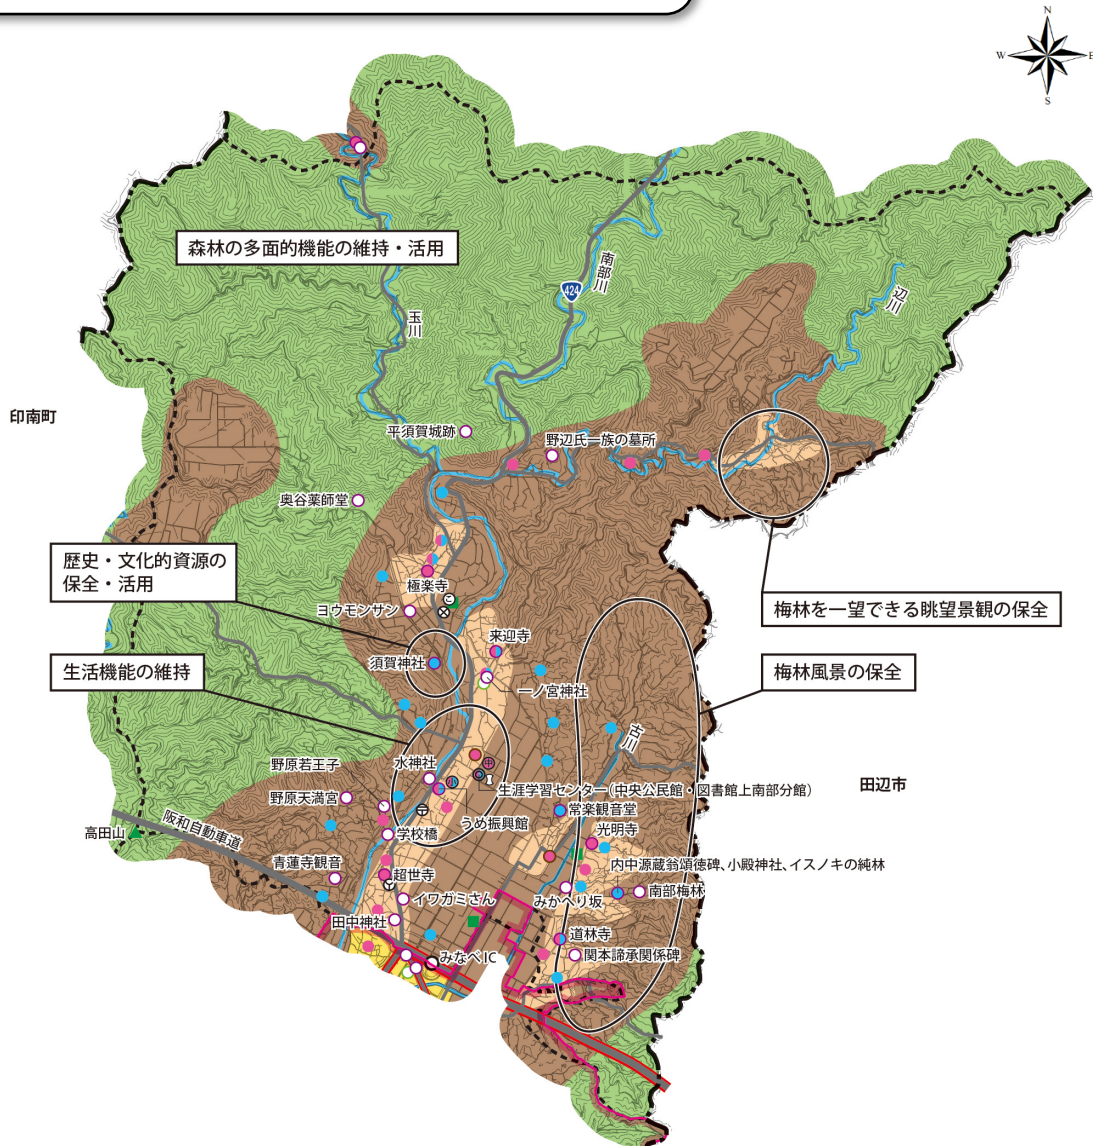 N
W
E
S
森林の多面的機能の維持・活用
南部川
424
辺川
玉川
印南町
平須賀城跡
野辺氏一族の墓所
奥谷薬師堂
歴史・文化的資源の
保全・活用
極楽寺
こ
ヨウモンサン
梅林を一望できる眺望景観の保全
来迎寺
生活機能の維持
須賀神社
梅林風景の保全
一ノ宮神社
古川
水神社
野原若王子
田辺市
生涯学習センター(中央公民館・図書館上南部分館)
野原天満宮
うめ振興館
常楽観音堂
阪和自動車道
高田山
学校橋
光明寺
青蓮寺観音
内中源蔵翁頌徳碑、小殿神社、イスノキの純林
超世寺
イワガミさん
みかへり坂
南部梅林
田中神社
道林寺
みなべIC
関本諦承関係碑